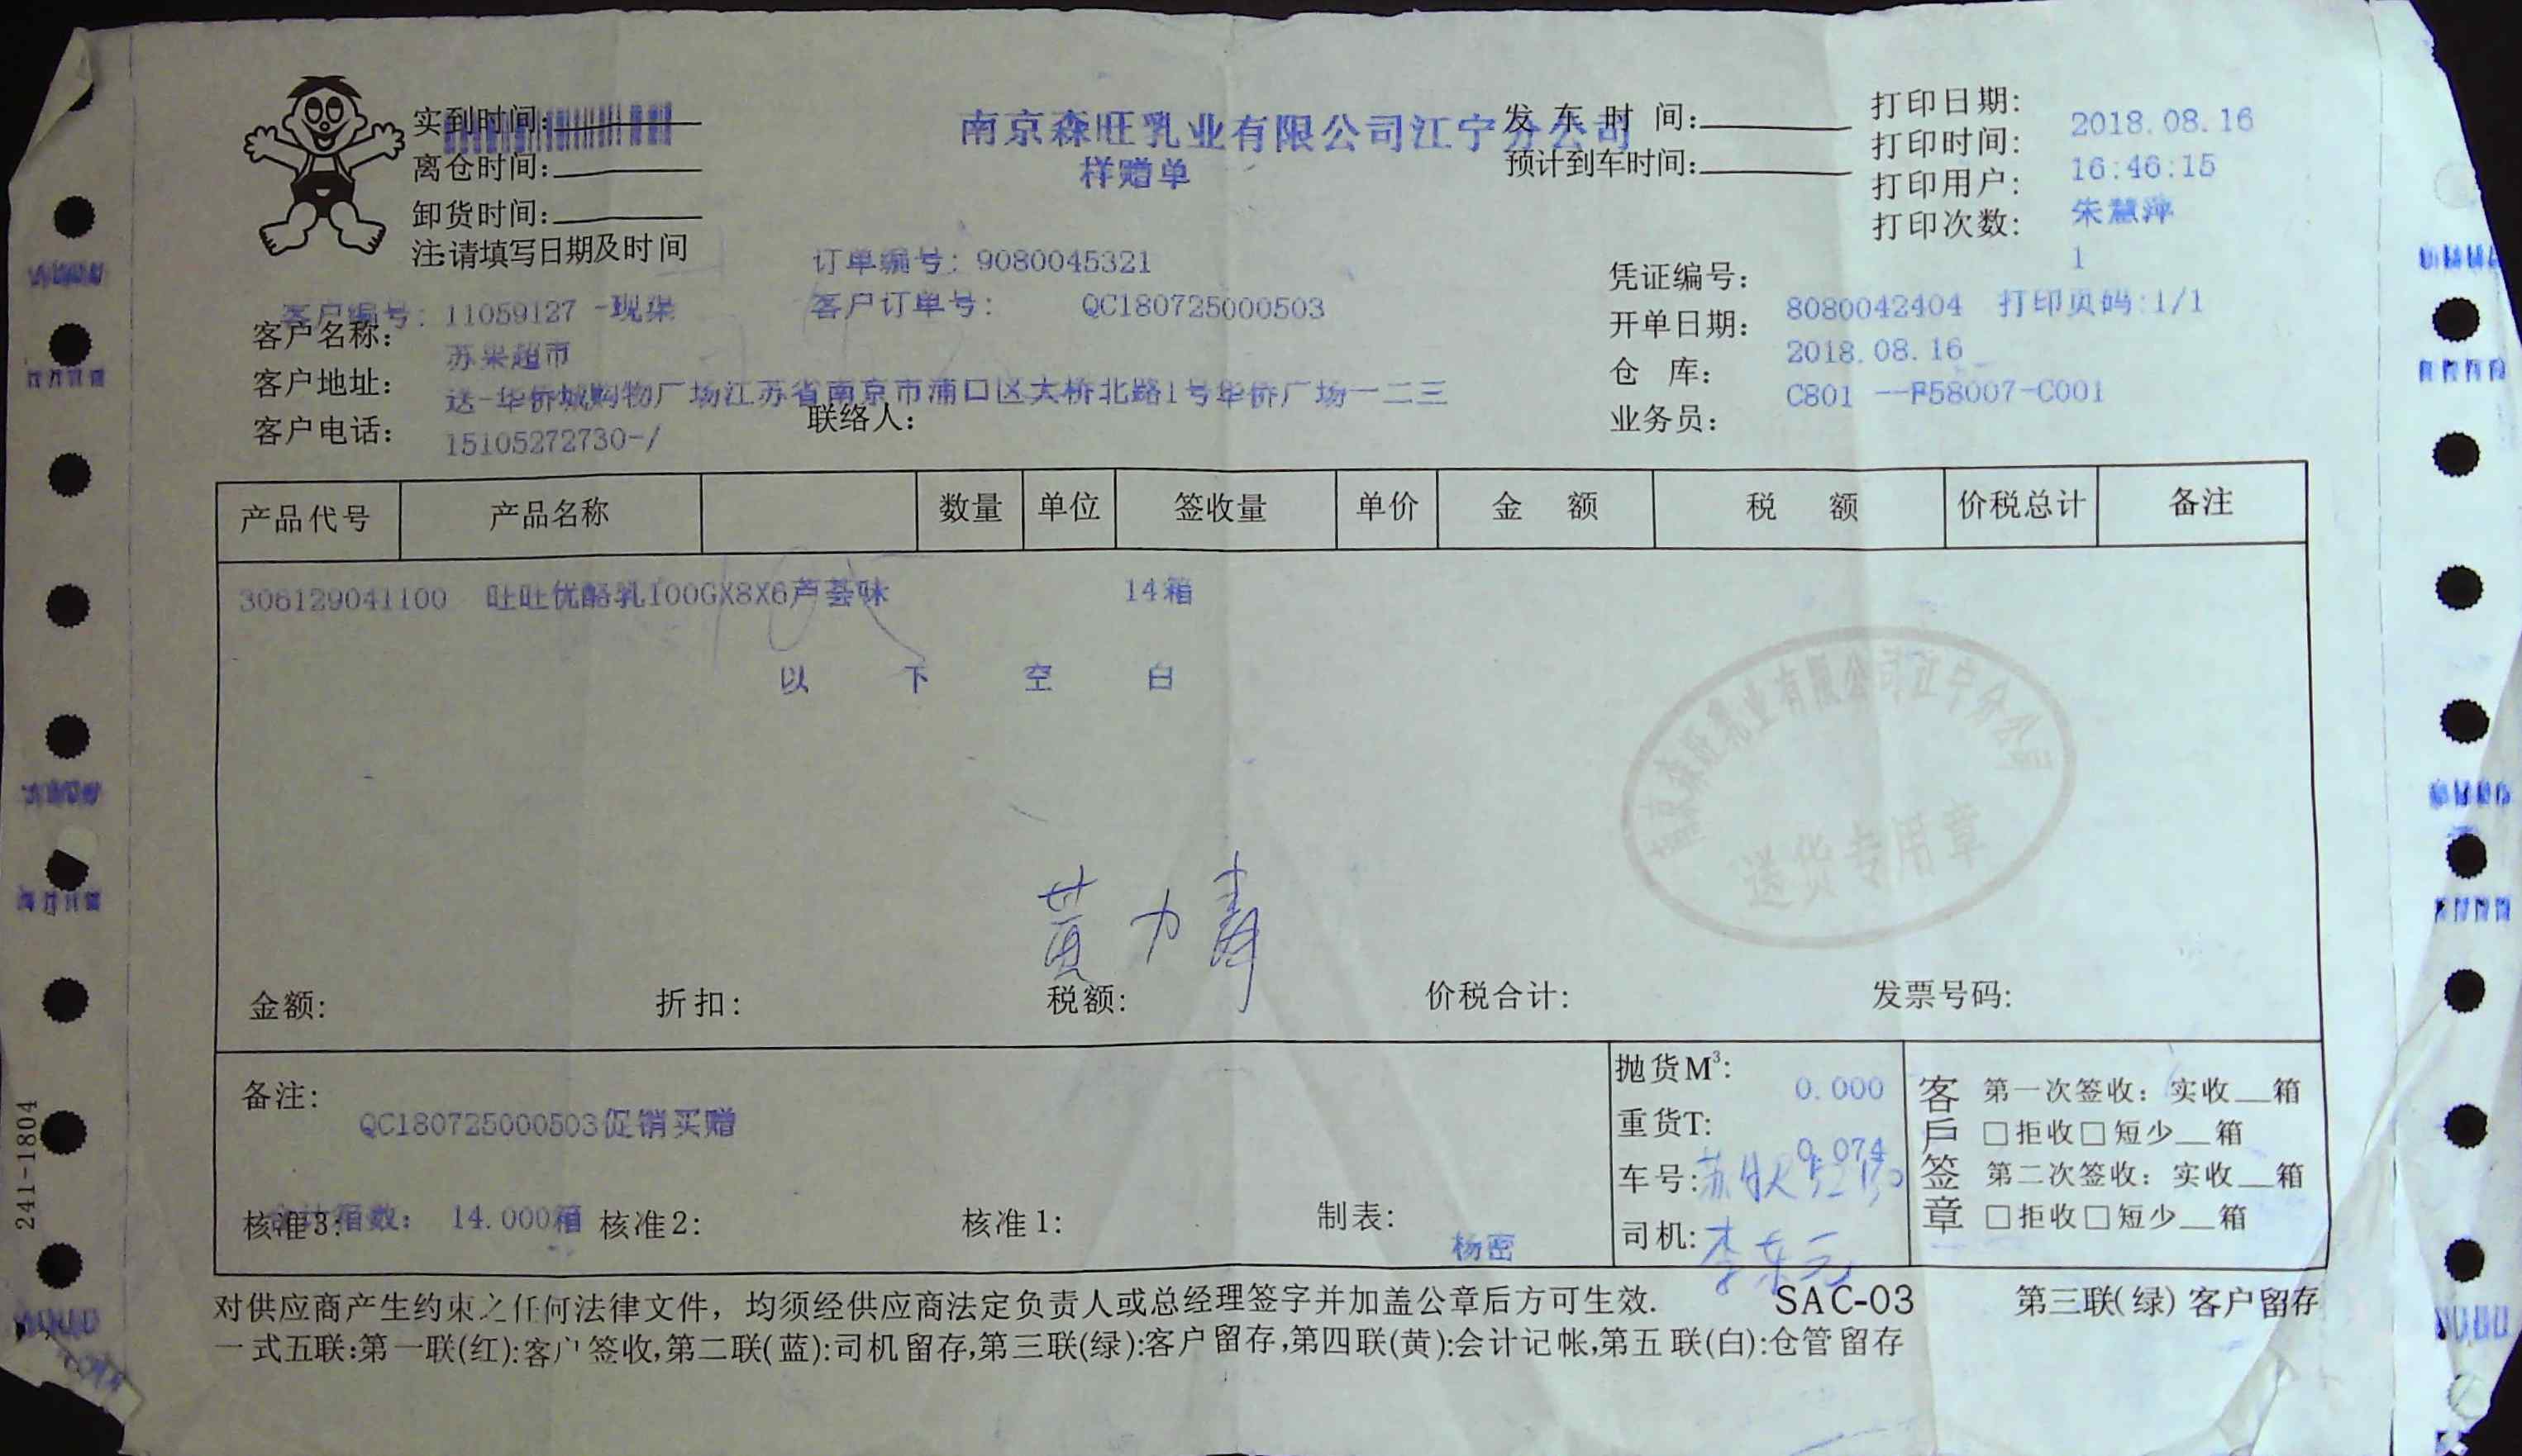 实到时间:
离仓时间:
卸货时间:
注:请填写日期及时间
南京森旺乳业有限公司江宁分公司
样赠单
发 车 时 间:
预计到车时间:
打印日期: 2018.08.16
打印时间: 16:46:15
打印用户: 朱慧萍
打印次数: 1
订单编号: 9080045321
客户编号: 11059127 -现渠
客户订单号: QC180725000503
凭证编号: 8080042404 打印页码:1/1
客户名称: 苏果超市
开单日期: 2018.08.16
客户地址: 送-华侨城购物广场江苏省南京市浦口区大桥北路1号华侨广场一二三
仓 库: C801 --P58007-C001
客户电话: 15105272730-/
联络人:
业务员:
产品代号 产品名称 数量 单位 签收量 单价 金 额 税 额 价税总计 备注
306129041100 吐吐优酪乳100GX8X6芦荟味 14箱
以 下 空 白
南京森旺乳业有限公司江宁分公司
送货专用章
黄力寿
金额: 折扣: 税额: 价税合计: 发票号码:
备注:
QC180725000503促销买赠
合计箱数: 14.000箱
核准3: 核准2: 核准1: 制表: 杨密
抛货M³: 0.000
重货T: 0.074
车号:
司机: 李东元
客戶签章
第一次签收: 实收__箱
□拒收□短少__箱
第二次签收: 实收__箱
□拒收□短少__箱
对供应商产生约束之任何法律文件, 均须经供应商法定负责人或总经理签字并加盖公章后方可生效. SAC-03 第三联(绿) 客户留存
一式五联:第一联(红):客户签收,第二联(蓝):司机留存,第三联(绿):客户留存,第四联(黄):会计记帐,第五联(白):仓管留存
241-1804